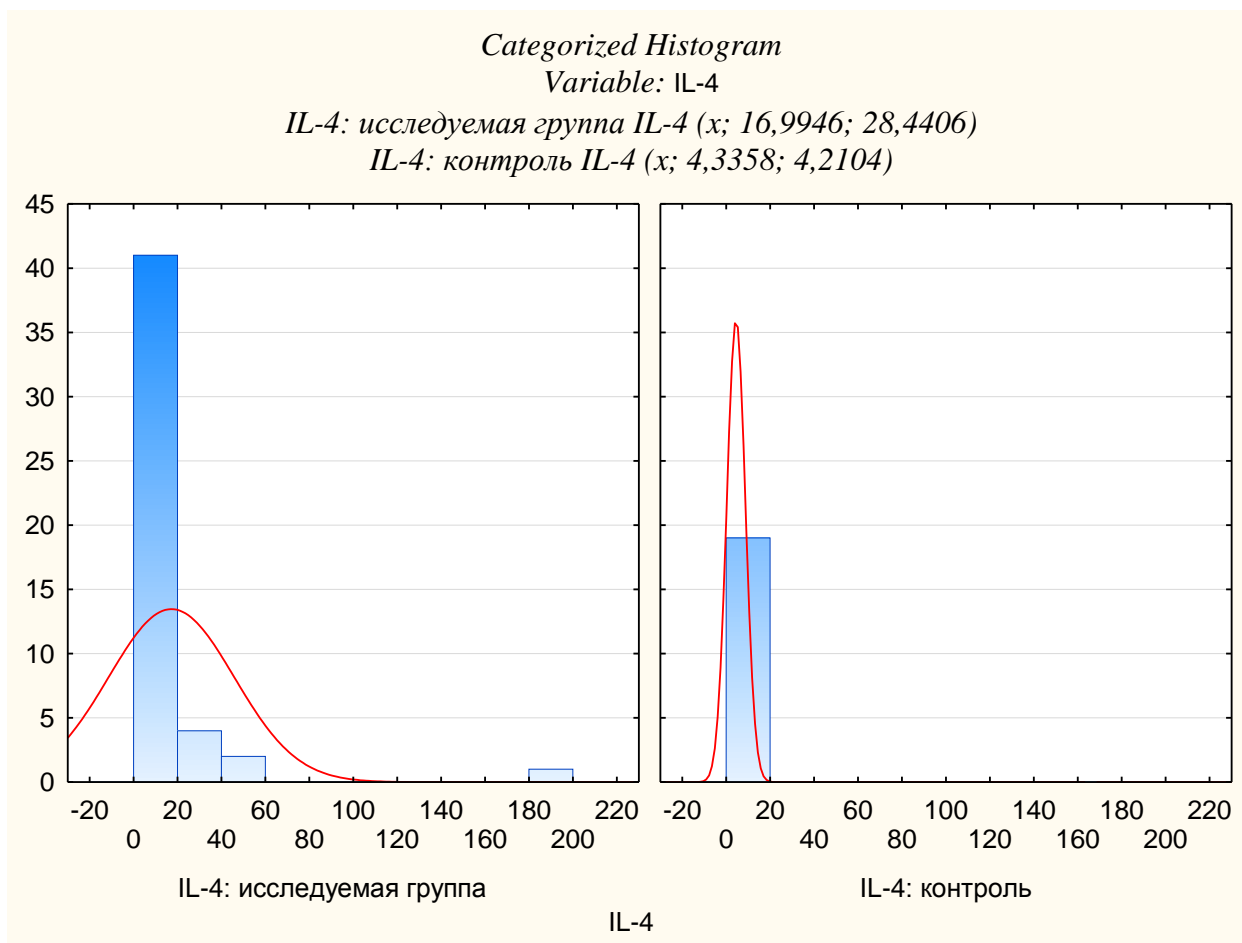 Categorized Histogram
Variable: IL-4
IL-4: исследуемая группа IL-4 (x; 16,9946; 28,4406)
IL-4: контроль IL-4 (x; 4,3358; 4,2104)
45
40
35
30
25
20
15
10
5
0
-20 20 60 100 140 180 220
0 40 80 120 160 200
IL-4: исследуемая группа
-20 20 60 100 140 180 220
0 40 80 120 160 200
IL-4: контроль
IL-4